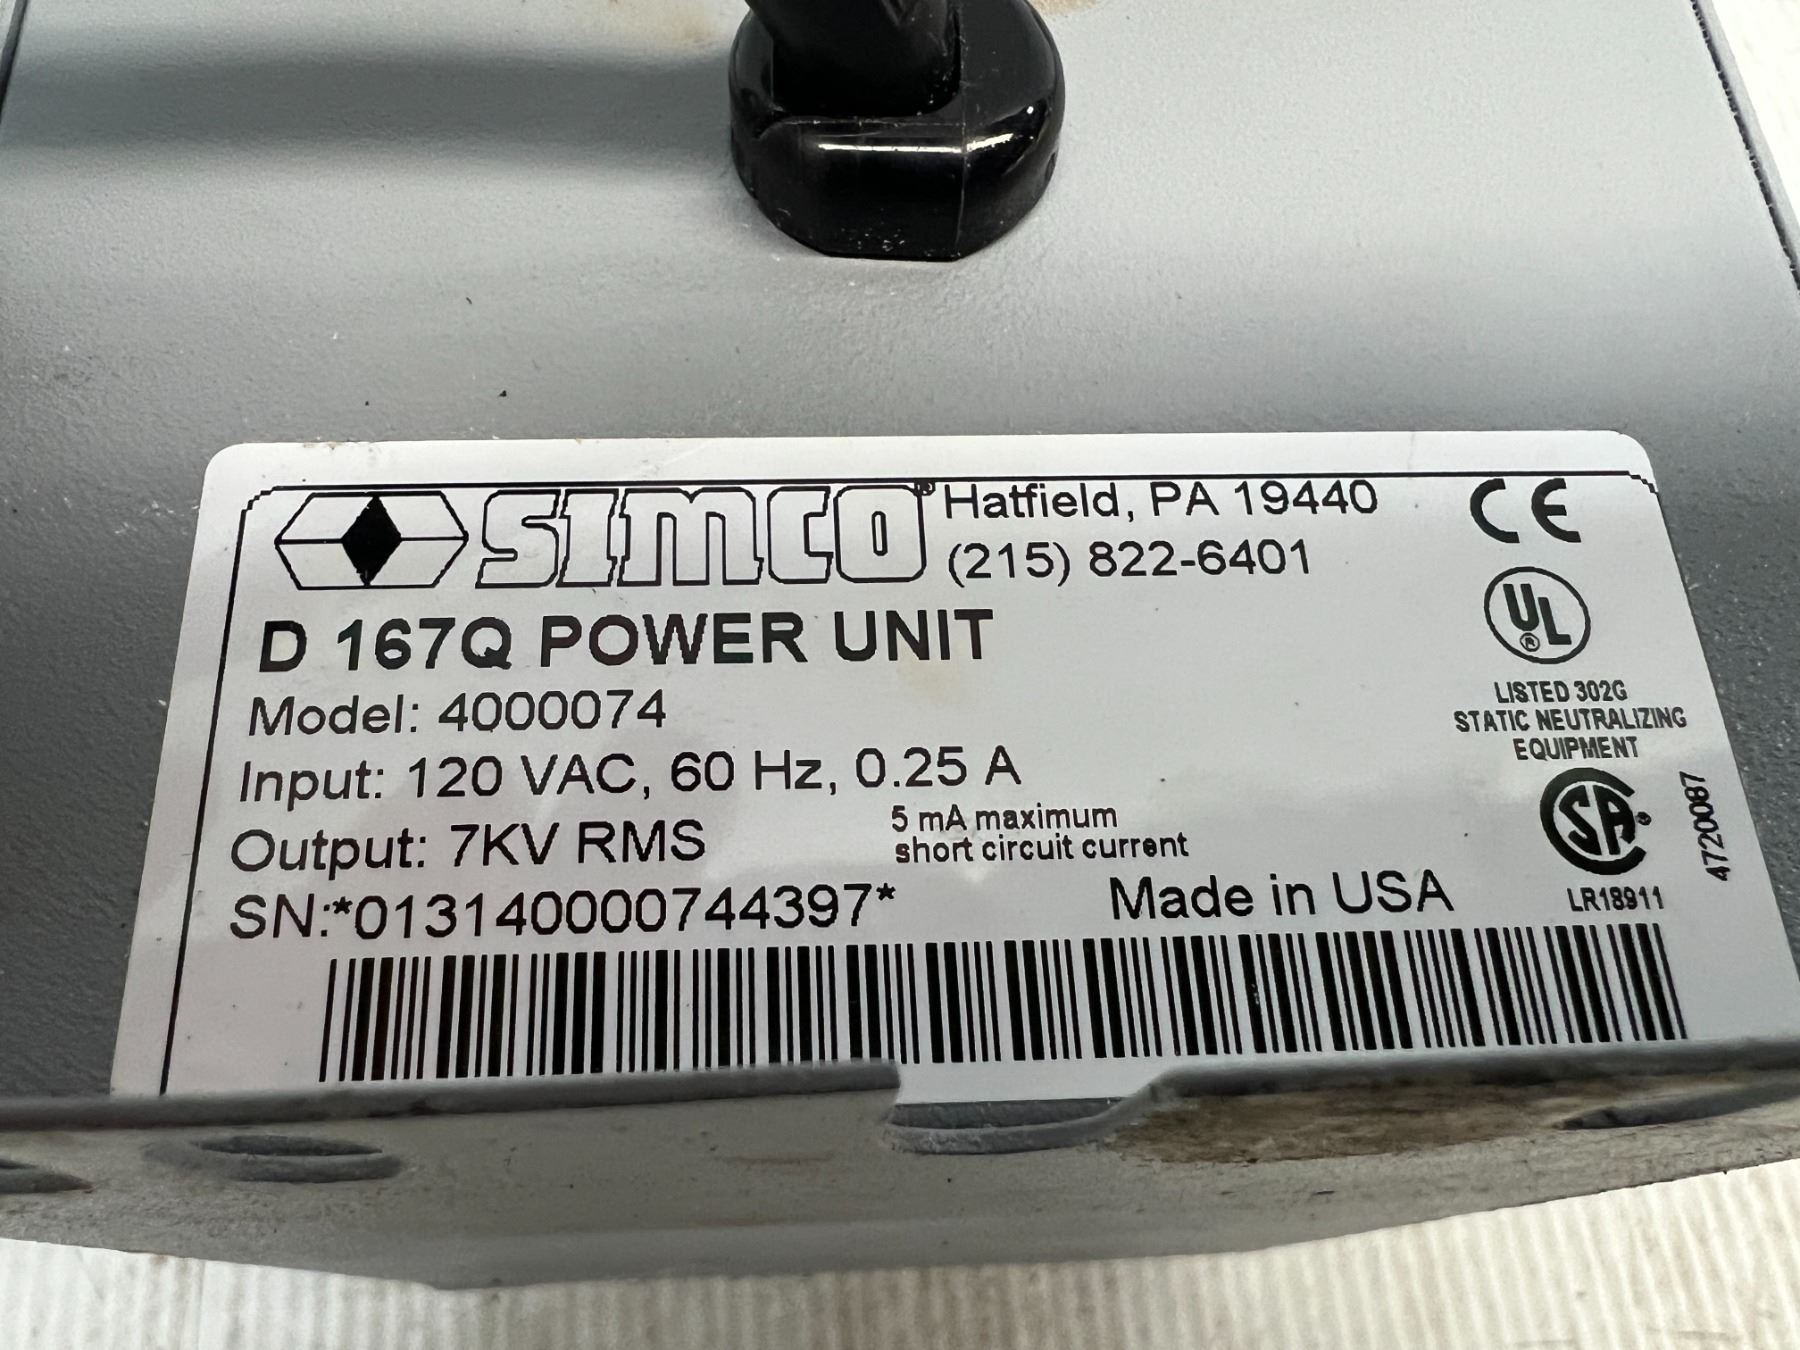 SIMCO® Hatfield, PA 19440
(215) 822-6401
D 167Q POWER UNIT
Model: 4000074
Input: 120 VAC, 60 Hz, 0.25 A
Output: 7KV RMS
5 mA maximum
short circuit current
SN:*013140000744397*
Made in USA
CE
UL®
LISTED 302G
STATIC NEUTRALIZING
EQUIPMENT
SA®
LR18911
4720087